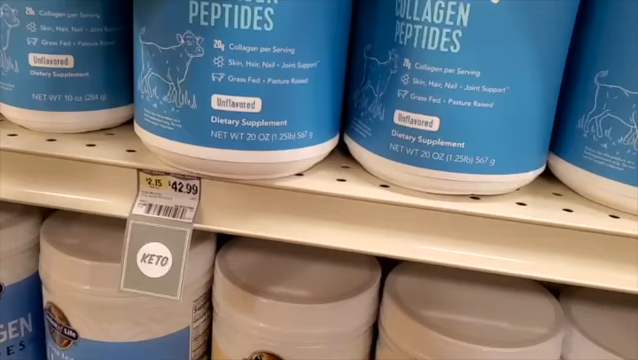 20g Collagen per Serving
Skin, Hair, Nail + Joint Support*
Grass Fed + Pasture Raised
Unflavored
Dietary Supplement
NET WT 10 oz (284 g)
PEPTIDES
20g Collagen per Serving
Skin, Hair, Nail + Joint Support*
Grass Fed + Pasture Raised
Unflavored
Dietary Supplement
NET WT 20 OZ (1.25lb) 567 g
COLLAGEN
PEPTIDES
20g Collagen per Serving
Skin, Hair, Nail + Joint Support*
Grass Fed + Pasture Raised
Unflavored
Dietary Supplement
NET WT 20 OZ (1.25lb) 567 g
$2.15 $42.99
KETO
of Life